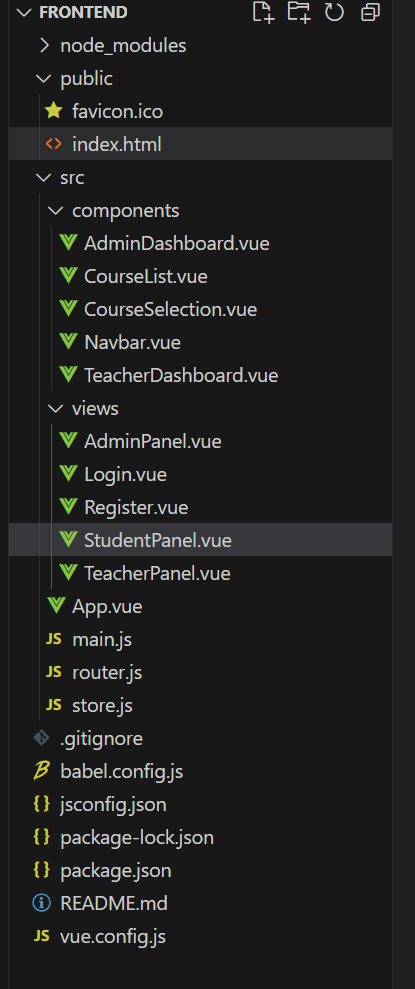 FRONTEND
node_modules
public
favicon.ico
index.html
src
components
AdminDashboard.vue
CourseList.vue
CourseSelection.vue
Navbar.vue
TeacherDashboard.vue
views
AdminPanel.vue
Login.vue
Register.vue
StudentPanel.vue
TeacherPanel.vue
App.vue
JS main.js
JS router.js
JS store.js
.gitignore
babel.config.js
{} jsconfig.json
{} package-lock.json
{} package.json
README.md
JS vue.config.js